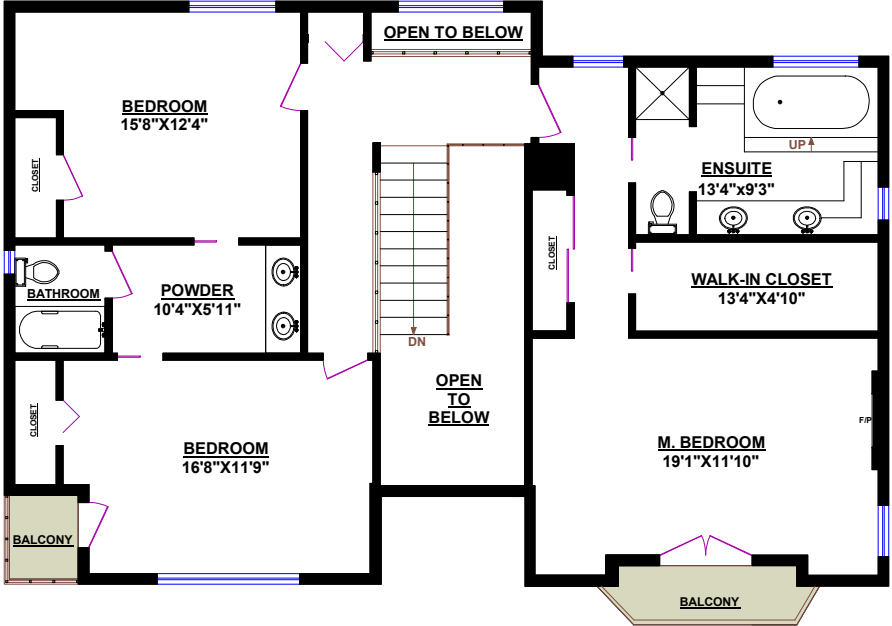 OPEN TO BELOW
BEDROOM
15'8"X12'4"
CLOSET
UP
ENSUITE
13'4"x9'3"
CLOSET
BATHROOM
POWDER
10'4"X5'11"
WALK-IN CLOSET
13'4"X4'10"
DN
OPEN
TO
BELOW
CLOSET
BEDROOM
16'8"X11'9"
M. BEDROOM
19'1"X11'10"
F/P
BALCONY
BALCONY